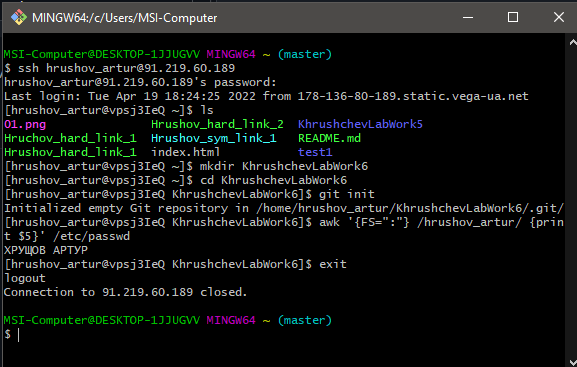 MINGW64:/c/Users/MSI-Computer
MSI-Computer@DESKTOP-1JJUGVV MINGW64 ~ (master)
$ ssh hrushov_artur@91.219.60.189
hrushov_artur@91.219.60.189's password:
Last login: Tue Apr 19 18:24:25 2022 from 178-136-80-189.static.vega-ua.net
[hrushov_artur@vpsj3IeQ ~]$ ls
01.png Hrushov_hard_link_2 KhrushchevLabWork5
Hruchov_hard_link_1 Hrushov_sym_link_1 README.md
Hrushov_hard_link_1 index.html test1
[hrushov_artur@vpsj3IeQ ~]$ mkdir KhrushchevLabWork6
[hrushov_artur@vpsj3IeQ ~]$ cd KhrushchevLabWork6
[hrushov_artur@vpsj3IeQ KhrushchevLabWork6]$ git init
Initialized empty Git repository in /home/hrushov_artur/KhrushchevLabWork6/.git/
[hrushov_artur@vpsj3IeQ KhrushchevLabWork6]$ awk '{FS=":"} /hrushov_artur/ {prin
t $5}' /etc/passwd
ХРУЩОВ АРТУР
[hrushov_artur@vpsj3IeQ KhrushchevLabWork6]$ exit
logout
Connection to 91.219.60.189 closed.
MSI-Computer@DESKTOP-1JJUGVV MINGW64 ~ (master)
$